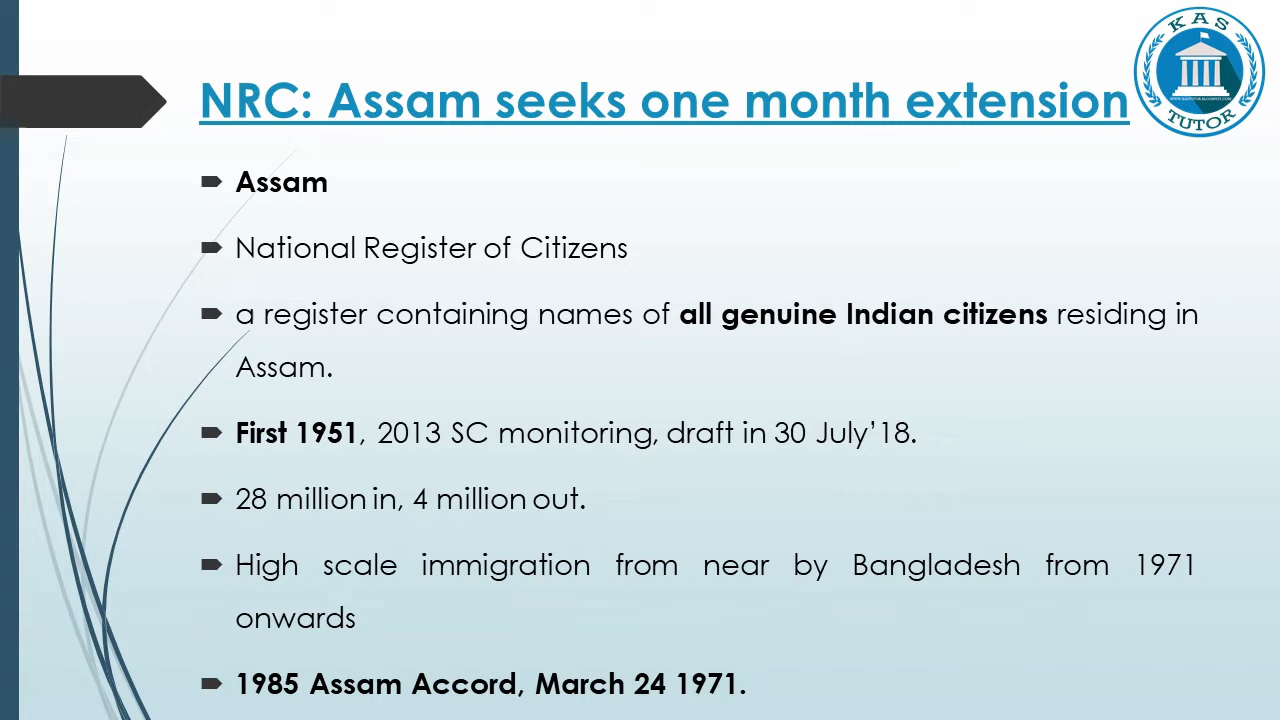 NRC: Assam seeks one month extension
KAS
TUTOR
Assam
National Register of Citizens
a register containing names of all genuine Indian citizens residing in
Assam.
First 1951, 2013 SC monitoring, draft in 30 July’18.
28 million in, 4 million out.
High scale immigration from near by Bangladesh from 1971
onwards
1985 Assam Accord, March 24 1971.